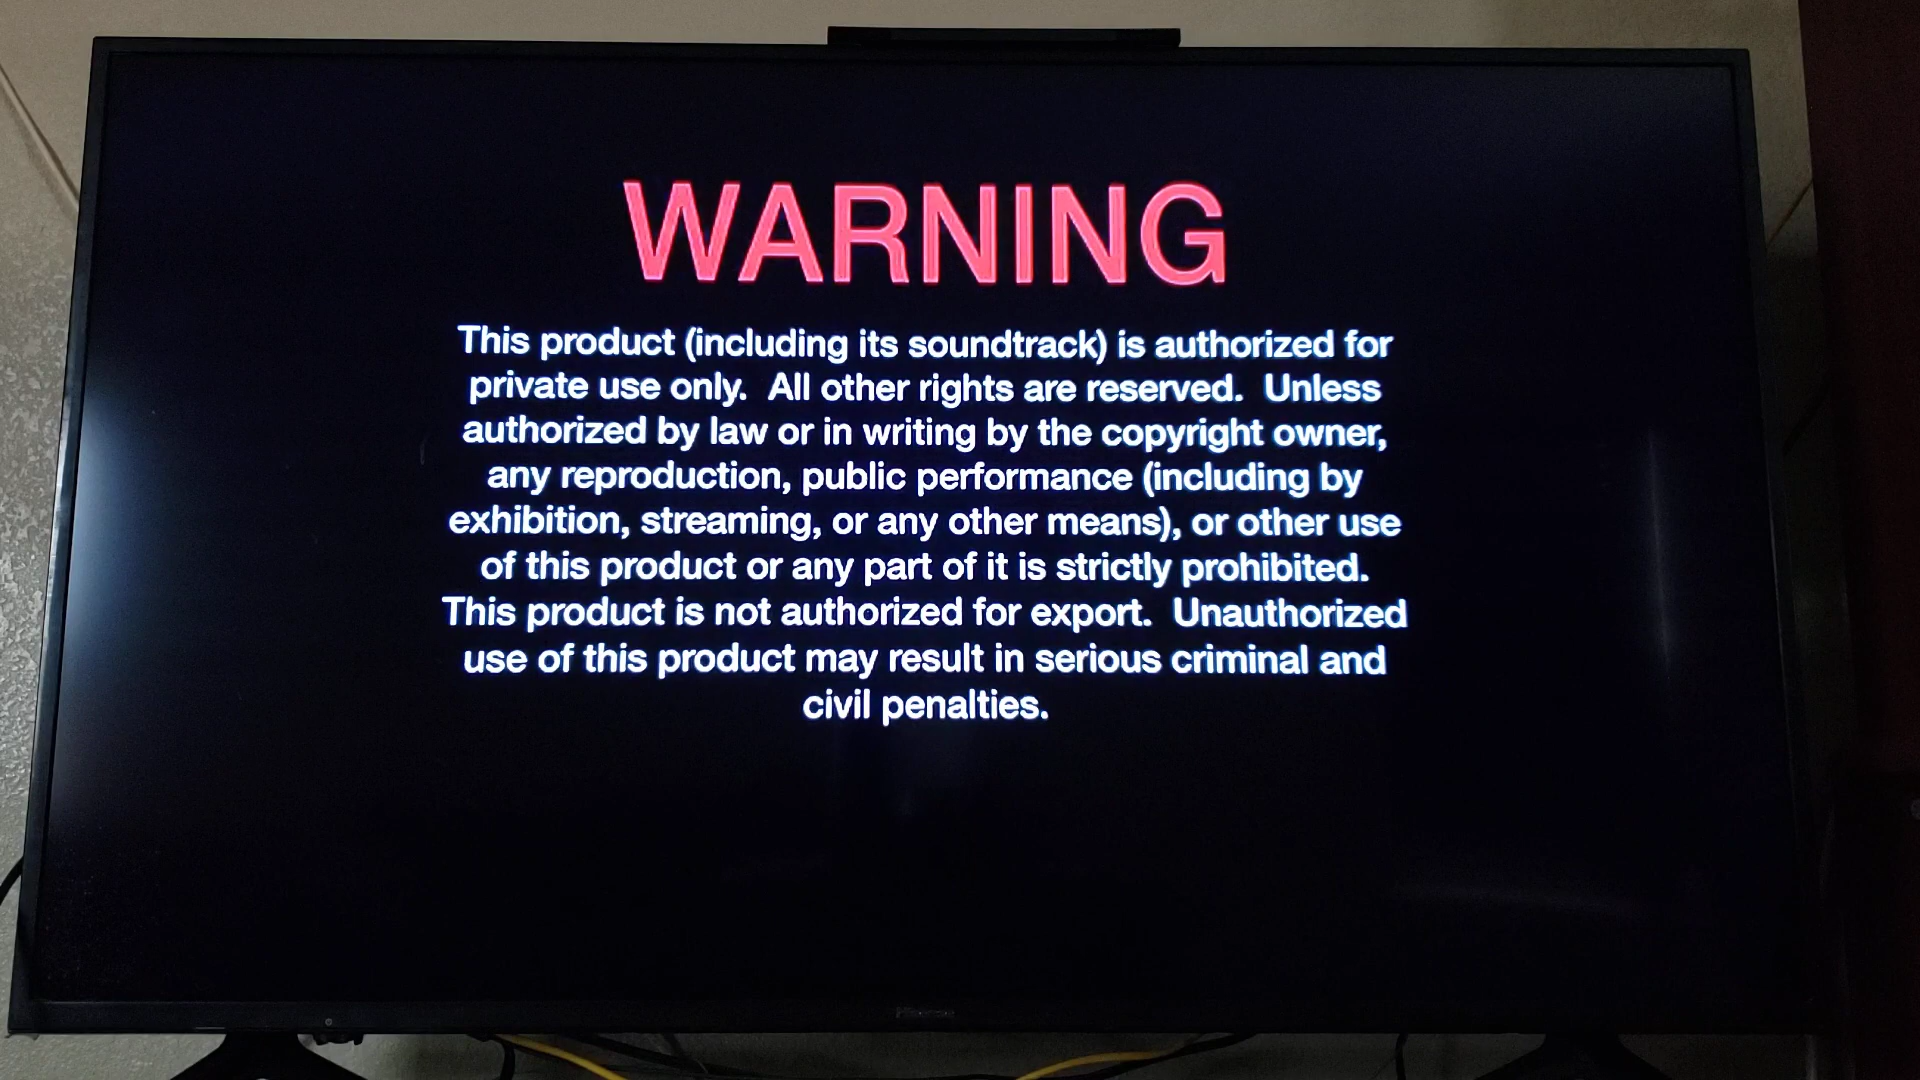 WARNING
This product (including its soundtrack) is authorized for
private use only.  All other rights are reserved.  Unless
authorized by law or in writing by the copyright owner,
any reproduction, public performance (including by
exhibition, streaming, or any other means), or other use
of this product or any part of it is strictly prohibited.
This product is not authorized for export.  Unauthorized
use of this product may result in serious criminal and
civil penalties.